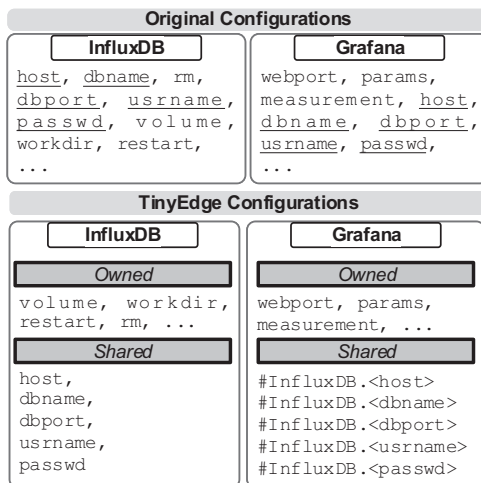 Original Configurations
InfluxDB
host, dbname, rm,
dbport, usrname,
passwd, volume,
workdir, restart,
...
Grafana
webport, params,
measurement, host,
dbname, dbport,
usrname, passwd,
...
TinyEdge Configurations
InfluxDB
Owned
volume, workdir,
restart, rm, ...
Shared
host,
dbname,
dbport,
usrname,
passwd
Grafana
Owned
webport, params,
measurement, ...
Shared
#InfluxDB.<host>
#InfluxDB.<dbname>
#InfluxDB.<dbport>
#InfluxDB.<usrname>
#InfluxDB.<passwd>